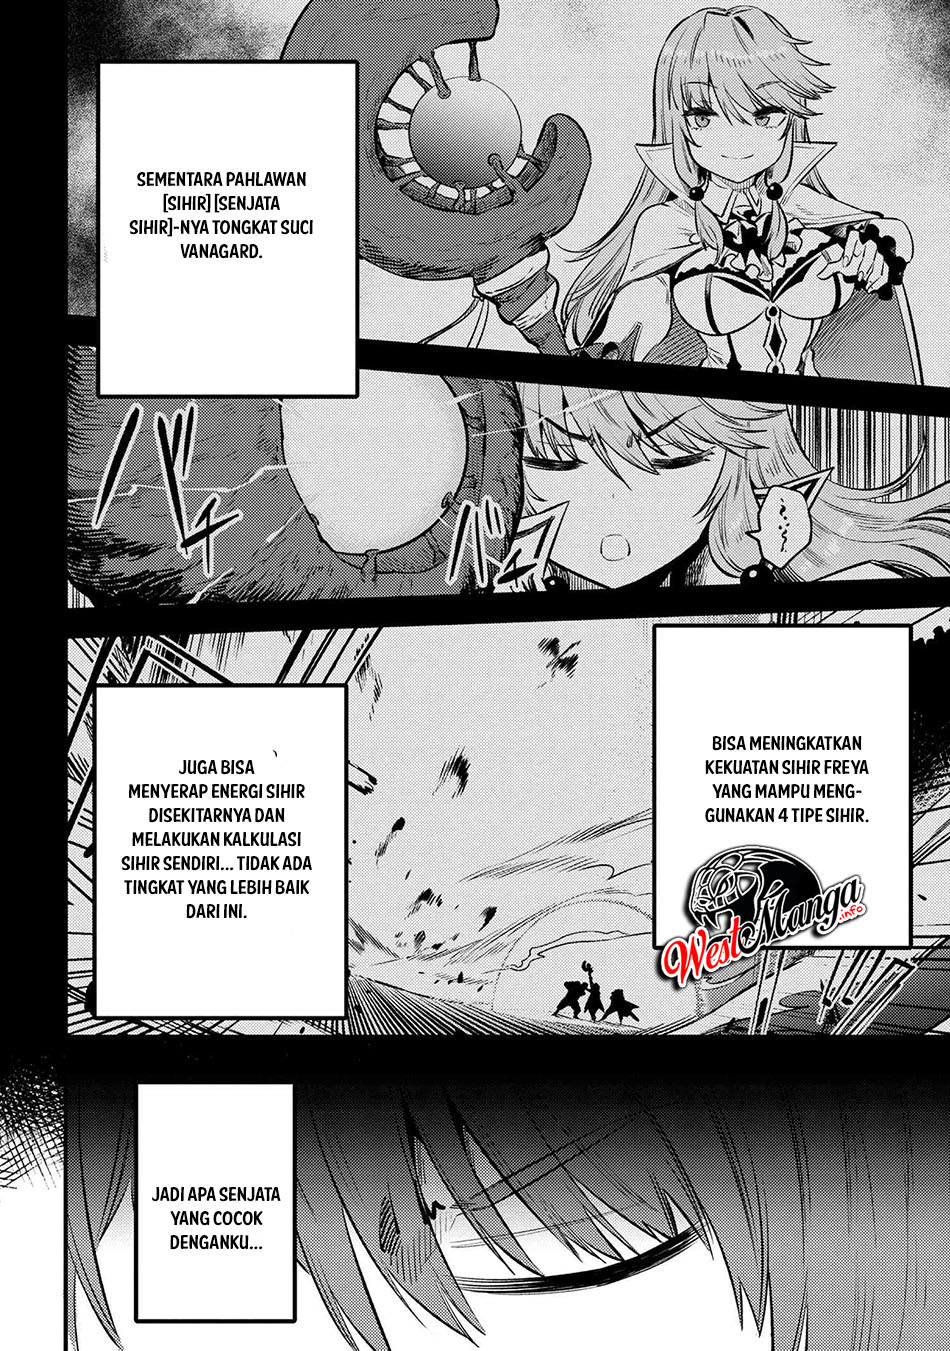 SEMENTARA PAHLAWAN
[SIHIR] [SENJATA
SIHIR]-NYA TONGKAT SUCI
VANAGARD.
BISA MENINGKATKAN
KEKUATAN SIHIR FREYA
YANG MAMPU MENG-
GUNAKAN 4 TIPE SIHIR.
JUGA BISA
MENYERAP ENERGI SIHIR
DISEKITARNYA DAN
MELAKUKAN KALKULASI
SIHIR SENDIRI... TIDAK ADA
TINGKAT YANG LEBIH BAIK
DARI INI.
WestManga
.info
JADI APA SENJATA
YANG COCOK
DENGANKU...